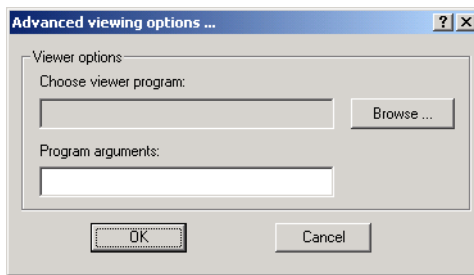 Advanced viewing options ...
Viewer options
Choose viewer program:
Browse ...
Program arguments:
OK
Cancel